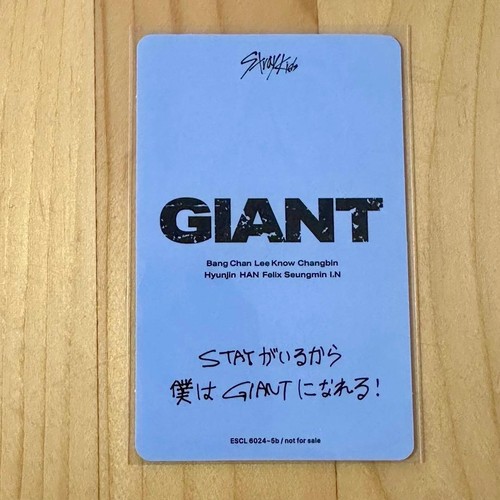 Stray Kids
GIANT
Bang Chan Lee Know Changbin
Hyunjin HAN Felix Seungmin I.N
STAYがいるから
僕はGIANTになれる!
ESCL 6024-5b / not for sale